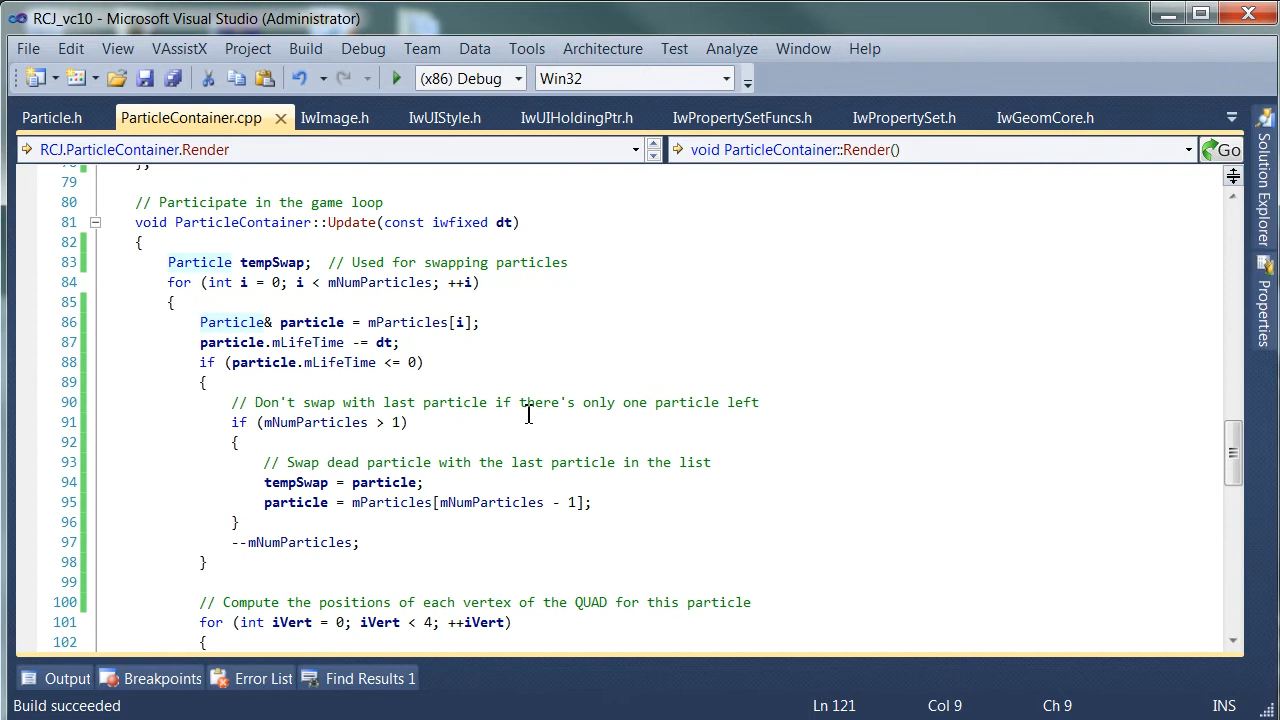 RCJ_vc10 - Microsoft Visual Studio (Administrator)
File Edit View VAssistX Project Build Debug Team Data Tools Architecture Test Analyze Window Help
(x86) Debug Win32
Particle.h ParticleContainer.cpp IwImage.h IwUIStyle.h IwUIHoldingPtr.h IwPropertySetFuncs.h IwPropertySet.h IwGeomCore.h
RCJ.ParticleContainer.Render void ParticleContainer::Render() Go
79
80 // Participate in the game loop
81 void ParticleContainer::Update(const iwfixed dt)
82 {
83 Particle tempSwap; // Used for swapping particles
84 for (int i = 0; i < mNumParticles; ++i)
85 {
86 Particle& particle = mParticles[i];
87 particle.mLifeTime -= dt;
88 if (particle.mLifeTime <= 0)
89 {
90 // Don't swap with last particle if there's only one particle left
91 if (mNumParticles > 1)
92 {
93 // Swap dead particle with the last particle in the list
94 tempSwap = particle;
95 particle = mParticles[mNumParticles - 1];
96 }
97 --mNumParticles;
98 }
99
100 // Compute the positions of each vertex of the QUAD for this particle
101 for (int iVert = 0; iVert < 4; ++iVert)
102 {
Solution Explorer
Properties
Output Breakpoints Error List Find Results 1
Build succeeded Ln 121 Col 9 Ch 9 INS